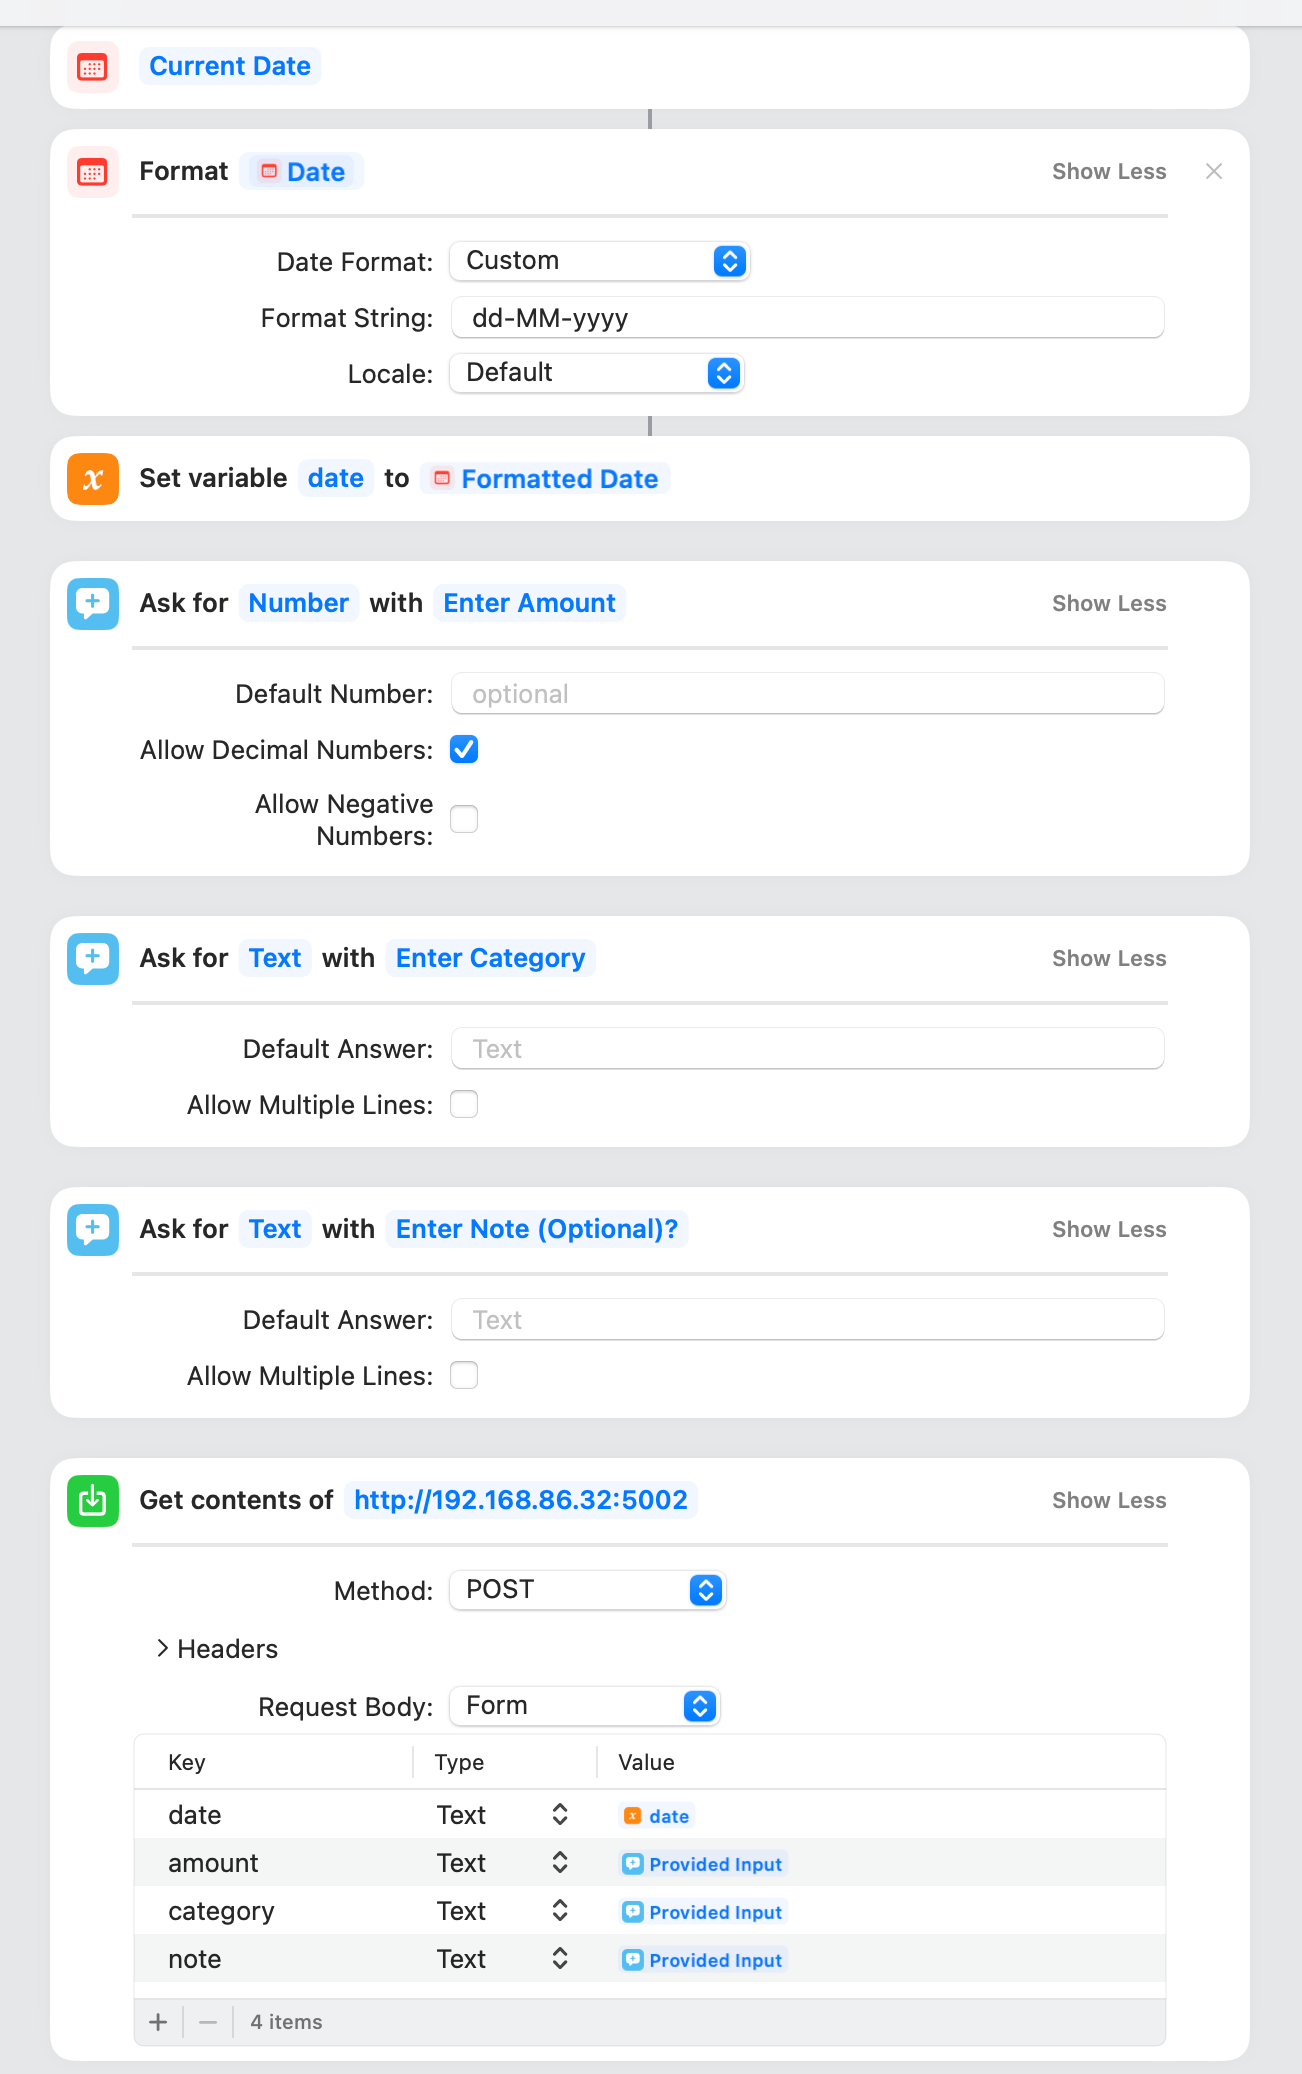 Current Date
Format Date Show Less
Date Format: Custom
Format String: dd-MM-yyyy
Locale: Default
Set variable date to Formatted Date
Ask for Number with Enter Amount Show Less
Default Number: optional
Allow Decimal Numbers:
Allow Negative
Numbers:
Ask for Text with Enter Category Show Less
Default Answer: Text
Allow Multiple Lines:
Ask for Text with Enter Note (Optional)? Show Less
Default Answer: Text
Allow Multiple Lines:
Get contents of http://192.168.86.32:5002 Show Less
Method: POST
Headers
Request Body: Form
Key Type Value
date Text date
amount Text Provided Input
category Text Provided Input
note Text Provided Input
4 items